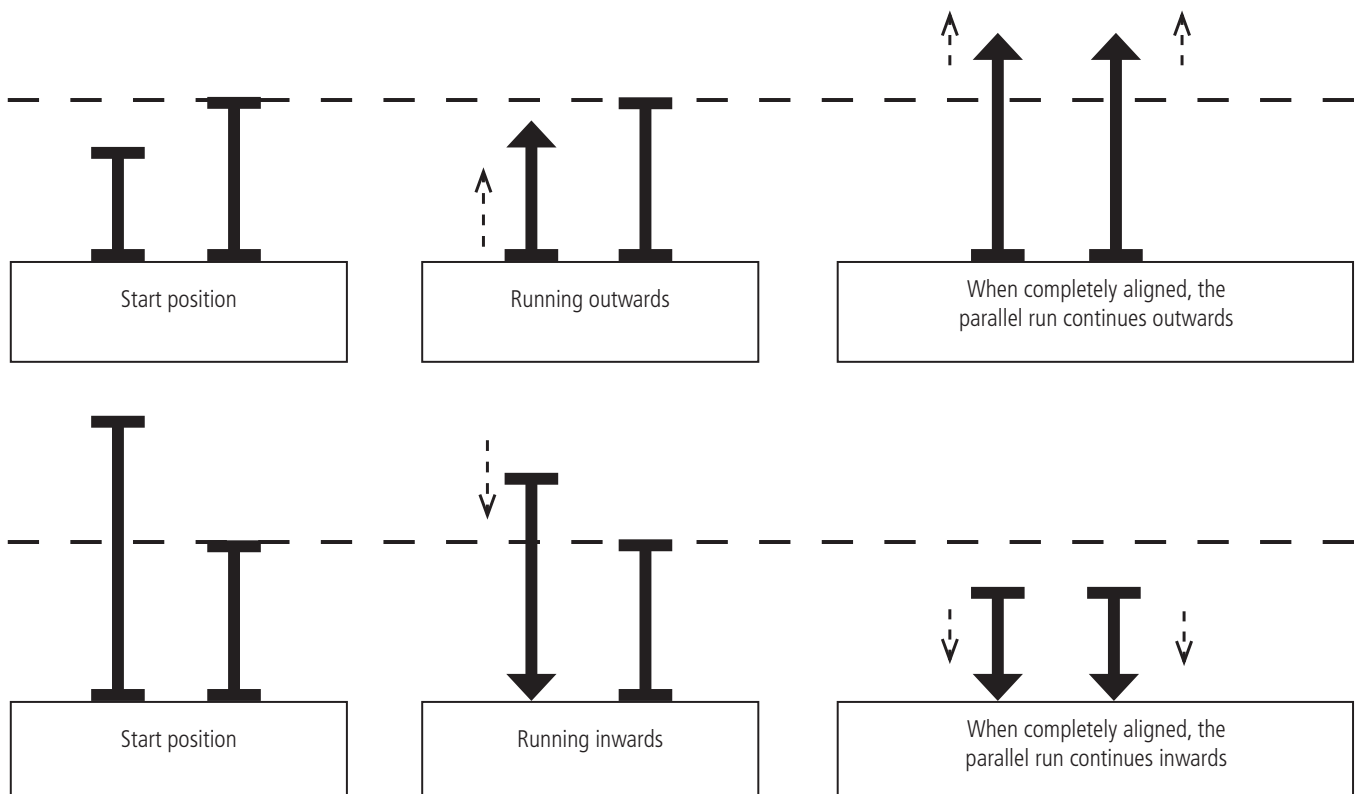 Start position
Running outwards
When completely aligned, the
parallel run continues outwards
Start position
Running inwards
When completely aligned, the
parallel run continues inwards